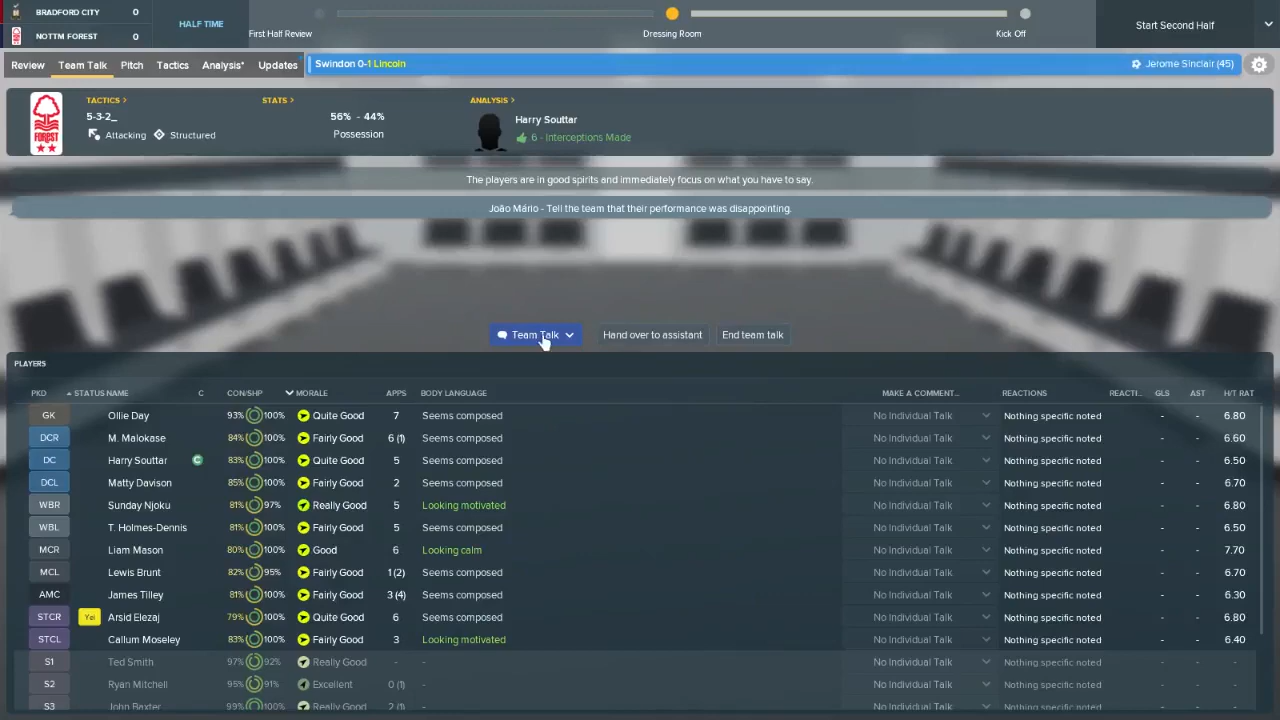 BRADFORD CITY 0
NOTTM FOREST 0
HALF TIME
First Half Review
Dressing Room
Kick Off
Start Second Half
Review Team Talk Pitch Tactics Analysis* Updates
Swindon 0-1 Lincoln
Jerome Sinclair (45)
FOREST
TACTICS >
5-3-2_
Attacking Structured
STATS >
56% - 44%
Possession
ANALYSIS >
Harry Souttar
6 - Interceptions Made
The players are in good spirits and immediately focus on what you have to say.
João Mário - Tell the team that their performance was disappointing.
Team Talk Hand over to assistant End team talk
PLAYERS
PKD STATUS NAME C CON/SHP MORALE APPS BODY LANGUAGE MAKE A COMMENT... REACTIONS REACTI... GLS AST H/T RAT
GK Ollie Day 93% 100% Quite Good 7 Seems composed No Individual Talk Nothing specific noted - - 6.80
DCR M. Malokase 84% 100% Fairly Good 6 (1) Seems composed No Individual Talk Nothing specific noted - - 6.60
DC Harry Souttar C 83% 100% Quite Good 5 Seems composed No Individual Talk Nothing specific noted - - 6.50
DCL Matty Davison 85% 100% Fairly Good 2 Seems composed No Individual Talk Nothing specific noted - - 6.70
WBR Sunday Njoku 81% 97% Really Good 5 Looking motivated No Individual Talk Nothing specific noted - - 6.80
WBL T. Holmes-Dennis 81% 100% Fairly Good 5 Seems composed No Individual Talk Nothing specific noted - - 6.50
MCR Liam Mason 80% 100% Good 6 Looking calm No Individual Talk Nothing specific noted - - 7.70
MCL Lewis Brunt 82% 95% Fairly Good 1 (2) Seems composed No Individual Talk Nothing specific noted - - 6.70
AMC James Tilley 81% 100% Fairly Good 3 (4) Seems composed No Individual Talk Nothing specific noted - - 6.30
STCR Yel Arsid Elezaj 79% 100% Quite Good 6 Seems composed No Individual Talk Nothing specific noted - - 6.80
STCL Callum Moseley 83% 100% Fairly Good 3 Looking motivated No Individual Talk Nothing specific noted - - 6.40
S1 Ted Smith 97% 92% Really Good - - No Individual Talk Nothing specific noted - -
S2 Ryan Mitchell 95% 91% Excellent 0 (1) - No Individual Talk Nothing specific noted - -
S3 John Baxter 99% 100% Really Good 2 (1) - No Individual Talk Nothing specific noted - -